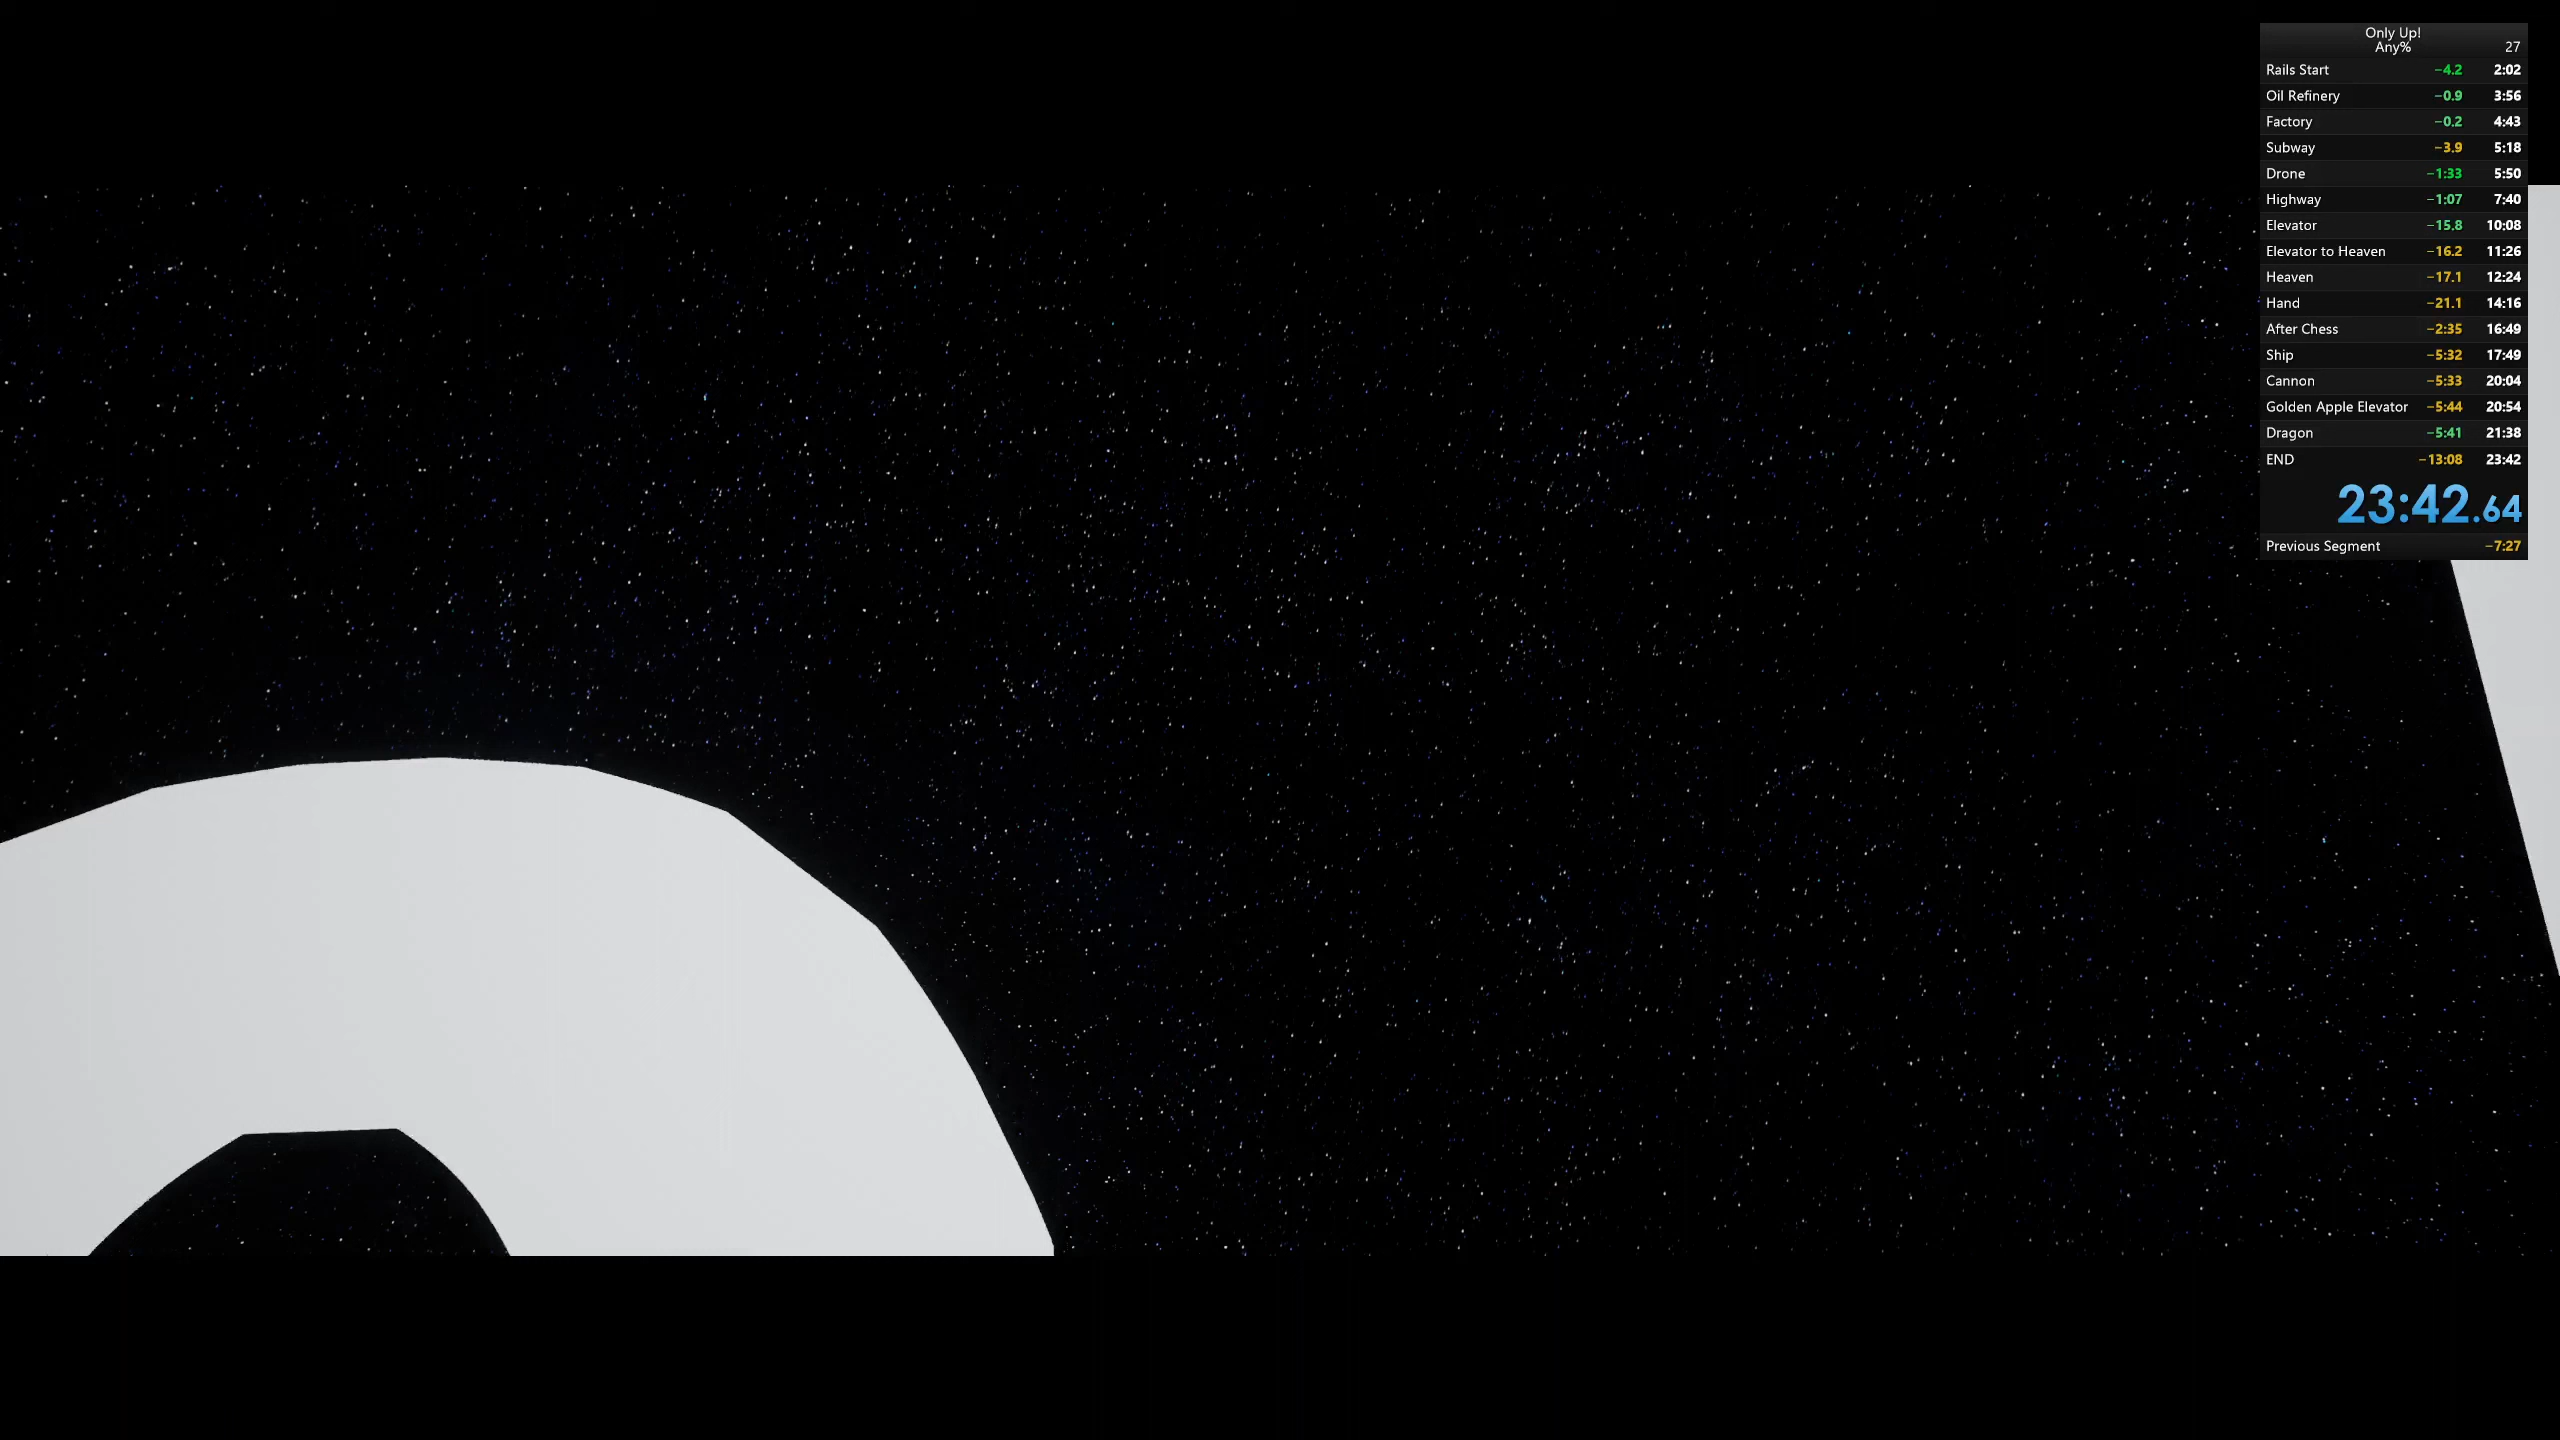 Only Up!
Any% 27
Rails Start −4.2 2:02
Oil Refinery −0.9 3:56
Factory −0.2 4:43
Subway −3.9 5:18
Drone −1:33 5:50
Highway −1:07 7:40
Elevator −15.8 10:08
Elevator to Heaven −16.2 11:26
Heaven −17.1 12:24
Hand −21.1 14:16
After Chess −2:35 16:49
Ship −5:32 17:49
Cannon −5:33 20:04
Golden Apple Elevator −5:44 20:54
Dragon −5:41 21:38
END −13:08 23:42
23:42.64
Previous Segment −7:27